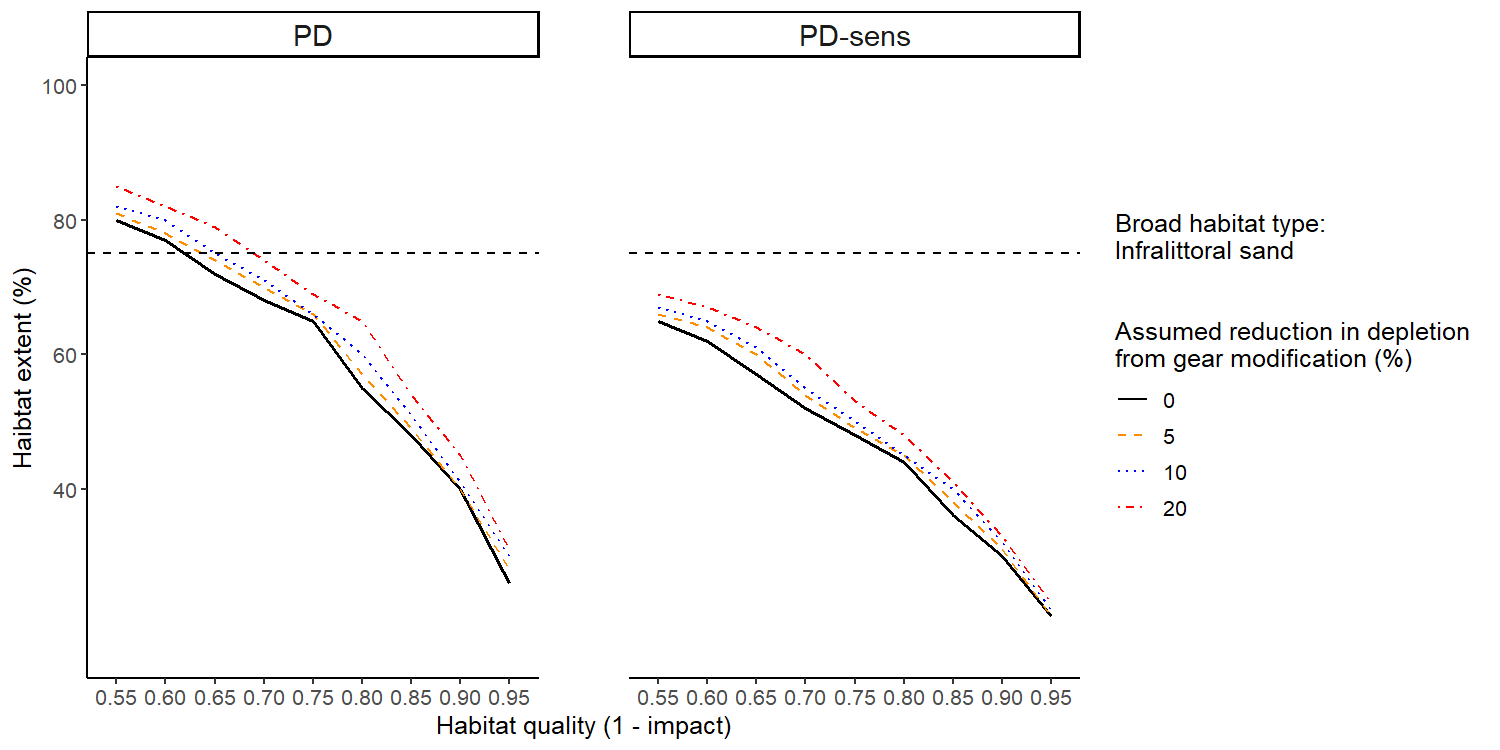 PD
PD-sens
100
80
60
40
Haibtat extent (%)
0.55 0.60 0.65 0.70 0.75 0.80 0.85 0.90 0.95
0.55 0.60 0.65 0.70 0.75 0.80 0.85 0.90 0.95
Habitat quality (1 - impact)
Broad habitat type:
Infralittoral sand
Assumed reduction in depletion
from gear modification (%)
0
5
10
20